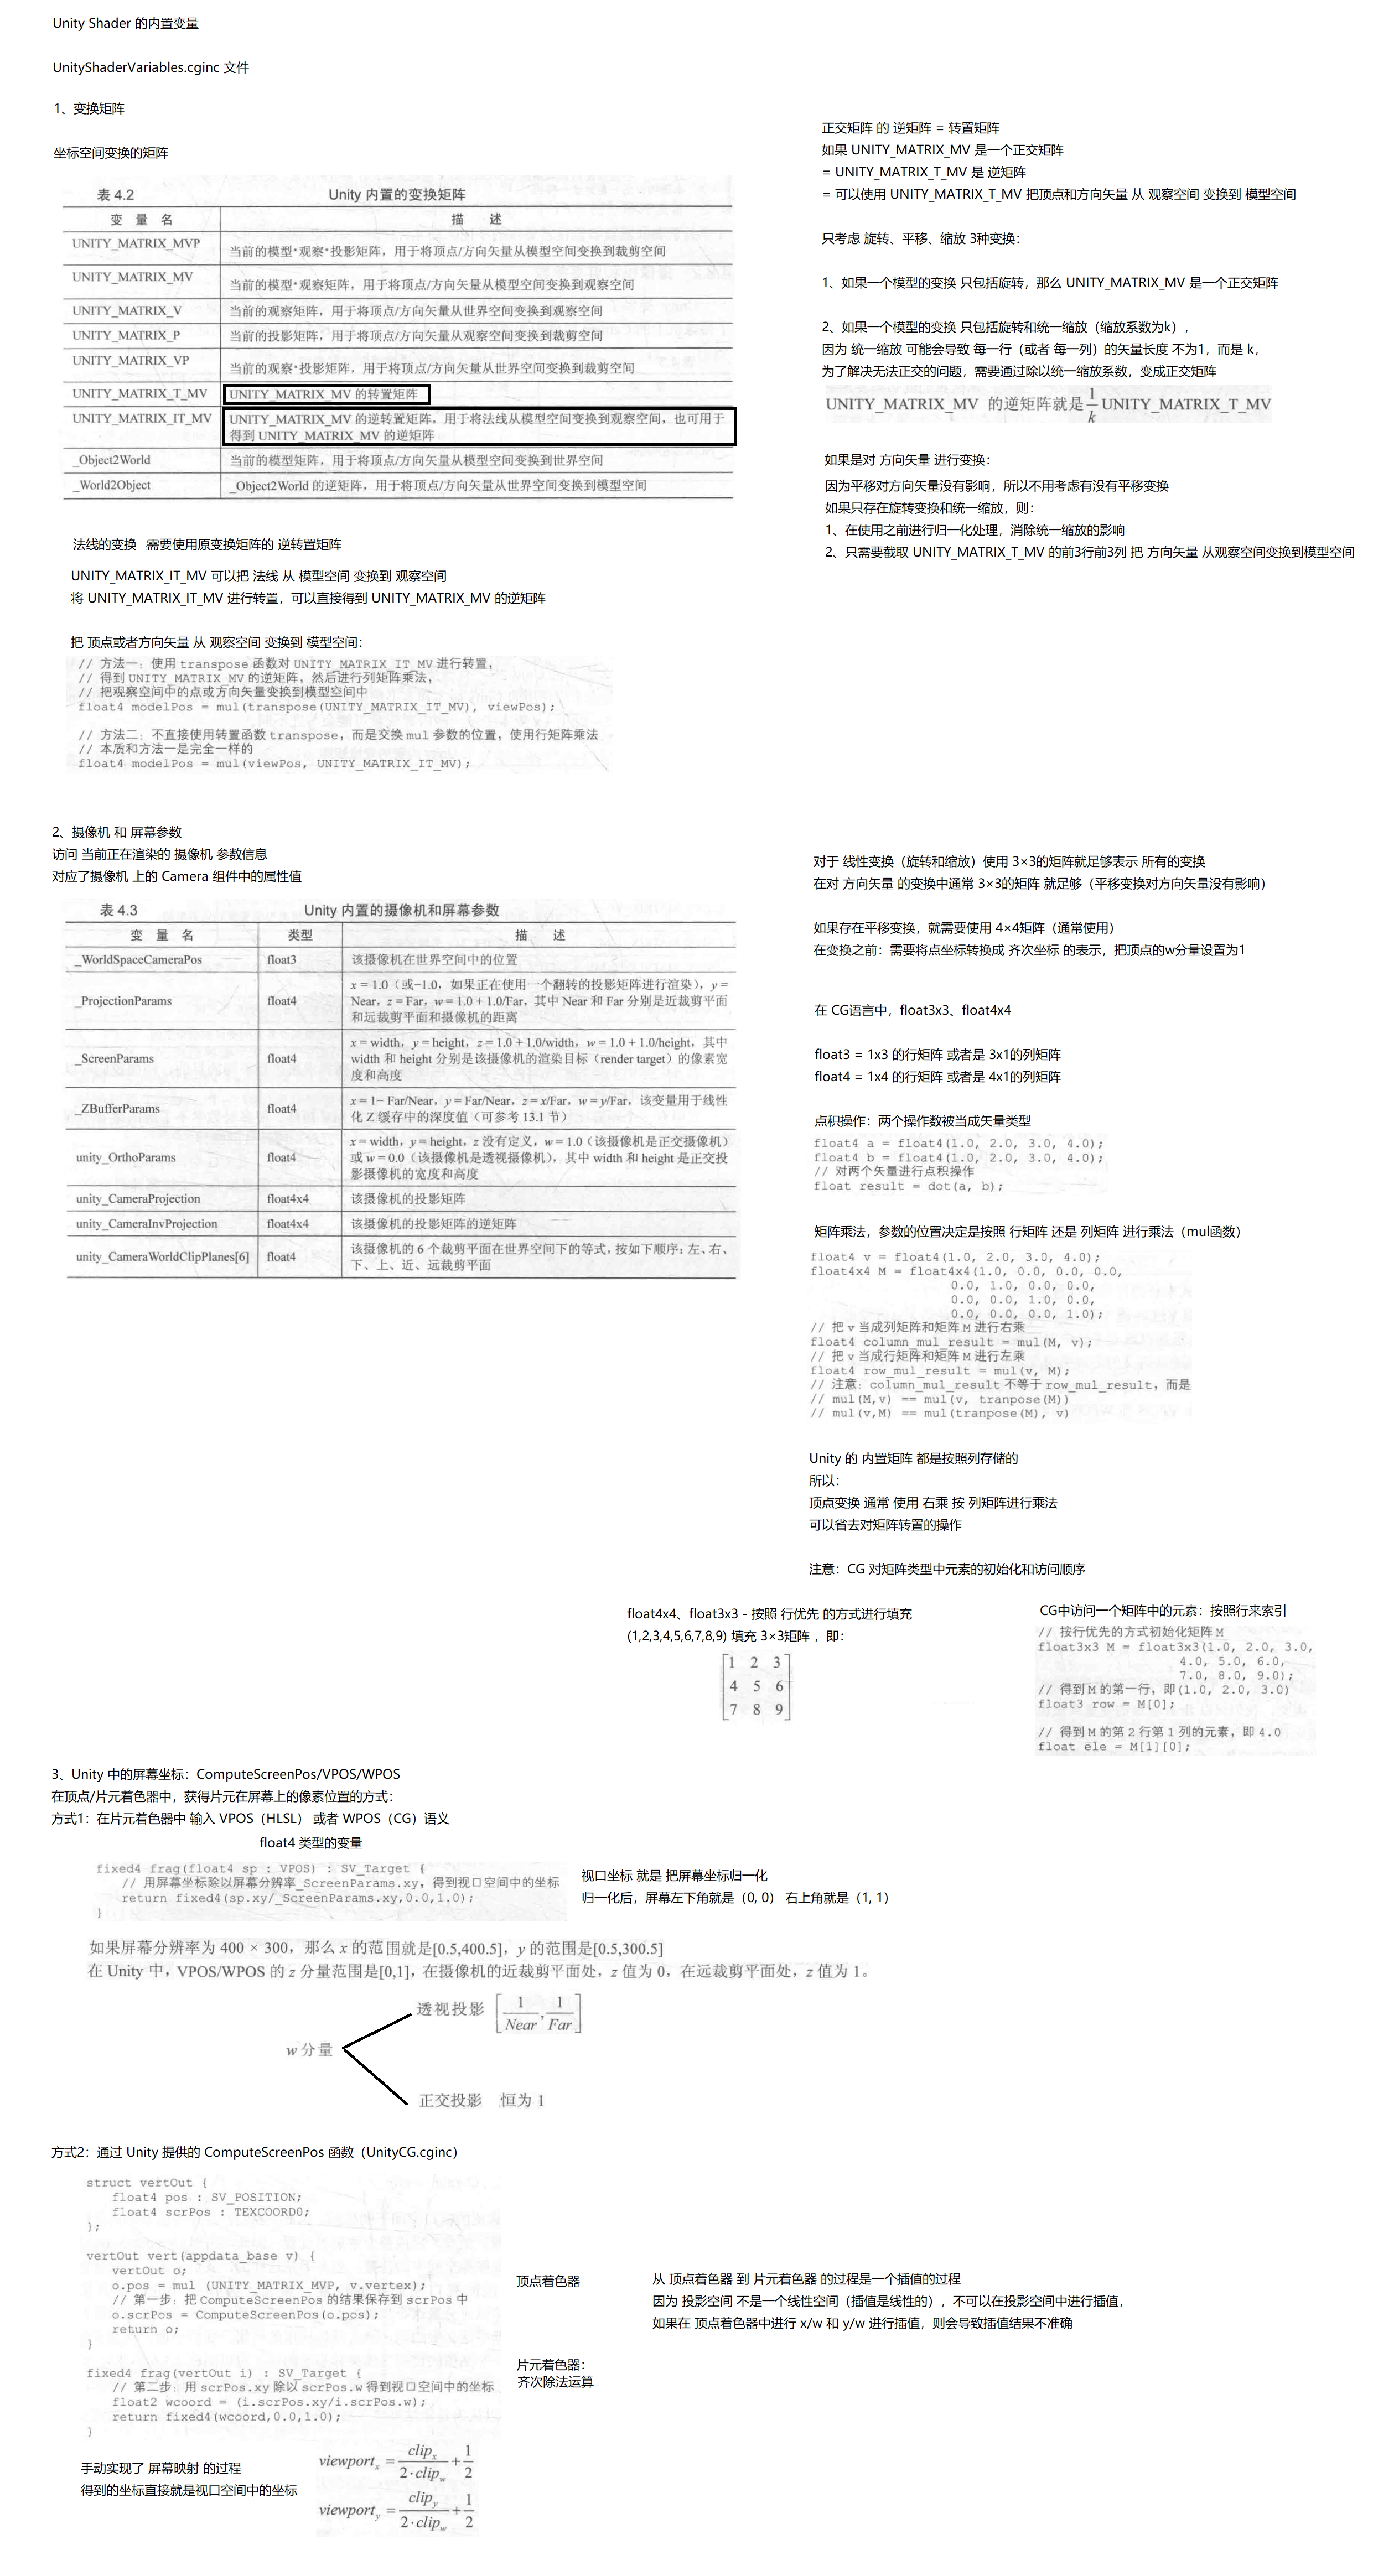 Unity Shader 的内置变量
UnityShaderVariables.cginc 文件
1、变换矩阵
坐标空间变换的矩阵
表 4.2 Unity 内置的变换矩阵
变 量 名 描 述
UNITY_MATRIX_MVP 当前的模型*观察*投影矩阵，用于将顶点/方向矢量从模型空间变换到裁剪空间
UNITY_MATRIX_MV 当前的模型*观察矩阵，用于将顶点/方向矢量从模型空间变换到观察空间
UNITY_MATRIX_V 当前的观察矩阵，用于将顶点/方向矢量从世界空间变换到观察空间
UNITY_MATRIX_P 当前的投影矩阵，用于将顶点/方向矢量从观察空间变换到裁剪空间
UNITY_MATRIX_VP 当前的观察*投影矩阵，用于将顶点/方向矢量从世界空间变换到裁剪空间
UNITY_MATRIX_T_MV UNITY_MATRIX_MV 的转置矩阵
UNITY_MATRIX_IT_MV UNITY_MATRIX_MV 的逆转置矩阵，用于将法线从模型空间变换到观察空间，也可用于
得到 UNITY_MATRIX_MV 的逆矩阵
_Object2World 当前的模型矩阵，用于将顶点/方向矢量从模型空间变换到世界空间
_World2Object _Object2World 的逆矩阵，用于将顶点/方向矢量从世界空间变换到模型空间
法线的变换 需要使用原变换矩阵的 逆转置矩阵
UNITY_MATRIX_IT_MV 可以把 法线 从 模型空间 变换到 观察空间
将 UNITY_MATRIX_IT_MV 进行转置，可以直接得到 UNITY_MATRIX_MV 的逆矩阵
把 顶点或者方向矢量 从 观察空间 变换到 模型空间：
// 方法一：使用 transpose 函数对 UNITY_MATRIX_IT_MV 进行转置，
// 得到 UNITY_MATRIX_MV 的逆矩阵，然后进行列矩阵乘法，
// 把观察空间中的点或方向矢量变换到模型空间中
float4 modelPos = mul(transpose(UNITY_MATRIX_IT_MV), viewPos);
// 方法二：不直接使用转置函数 transpose，而是交换 mul 参数的位置，使用行矩阵乘法
// 本质和方法一是完全一样的
float4 modelPos = mul(viewPos, UNITY_MATRIX_IT_MV);
正交矩阵 的 逆矩阵 = 转置矩阵
如果 UNITY_MATRIX_MV 是一个正交矩阵
= UNITY_MATRIX_T_MV 是 逆矩阵
= 可以使用 UNITY_MATRIX_T_MV 把顶点和方向矢量 从 观察空间 变换到 模型空间
只考虑 旋转、平移、缩放 3种变换：
1、如果一个模型的变换 只包括旋转，那么 UNITY_MATRIX_MV 是一个正交矩阵
2、如果一个模型的变换 只包括旋转和统一缩放（缩放系数为k），
因为 统一缩放 可能会导致 每一行（或者 每一列）的矢量长度 不为1，而是 k，
为了解决无法正交的问题，需要通过除以统一缩放系数，变成正交矩阵
UNITY_MATRIX_MV 的逆矩阵就是 1/k UNITY_MATRIX_T_MV
如果是对 方向矢量 进行变换：
因为平移对方向矢量没有影响，所以不用考虑有没有平移变换
如果只存在旋转变换和统一缩放，则：
1、在使用之前进行归一化处理，消除统一缩放的影响
2、只需要截取 UNITY_MATRIX_T_MV 的前3行前3列 把 方向矢量 从观察空间变换到模型空间
2、摄像机 和 屏幕参数
访问 当前正在渲染的 摄像机 参数信息
对应了摄像机 上的 Camera 组件中的属性值
表 4.3 Unity 内置的摄像机和屏幕参数
变 量 名 类型 描 述
_WorldSpaceCameraPos float3 该摄像机在世界空间中的位置
_ProjectionParams float4 x = 1.0（或−1.0，如果正在使用一个翻转的投影矩阵进行渲染），y =
Near，z = Far，w = 1.0 + 1.0/Far，其中 Near 和 Far 分别是近裁剪平面
和远裁剪平面和摄像机的距离
_ScreenParams float4 x = width，y = height，z = 1.0 + 1.0/width，w = 1.0 + 1.0/height，其中
width 和 height 分别是该摄像机的渲染目标（render target）的像素宽
度和高度
_ZBufferParams float4 x = 1− Far/Near，y = Far/Near，z = x/Far，w = y/Far，该变量用于线性
化 Z 缓存中的深度值（可参考 13.1 节）
unity_OrthoParams float4 x = width，y = height，z 没有定义，w = 1.0（该摄像机是正交摄像机）
或 w = 0.0（该摄像机是透视摄像机），其中 width 和 height 是正交投
影摄像机的宽度和高度
unity_CameraProjection float4x4 该摄像机的投影矩阵
unity_CameraInvProjection float4x4 该摄像机的投影矩阵的逆矩阵
unity_CameraWorldClipPlanes[6] float4 该摄像机的 6 个裁剪平面在世界空间下的等式，按如下顺序：左、右、
下、上、近、远裁剪平面
对于 线性变换（旋转和缩放）使用 3×3的矩阵就足够表示 所有的变换
在对 方向矢量 的变换中通常 3×3的矩阵 就足够（平移变换对方向矢量没有影响）
如果存在平移变换，就需要使用 4×4矩阵（通常使用）
在变换之前：需要将点坐标转换成 齐次坐标 的表示，把顶点的w分量设置为1
在 CG语言中，float3x3、float4x4
float3 = 1x3 的行矩阵 或者是 3x1的列矩阵
float4 = 1x4 的行矩阵 或者是 4x1的列矩阵
点积操作：两个操作数被当成矢量类型
float4 a = float4(1.0, 2.0, 3.0, 4.0);
float4 b = float4(1.0, 2.0, 3.0, 4.0);
// 对两个矢量进行点积操作
float result = dot(a, b);
矩阵乘法，参数的位置决定是按照 行矩阵 还是 列矩阵 进行乘法（mul函数）
float4 v = float4(1.0, 2.0, 3.0, 4.0);
float4x4 M = float4x4(1.0, 0.0, 0.0, 0.0,
0.0, 1.0, 0.0, 0.0,
0.0, 0.0, 1.0, 0.0,
0.0, 0.0, 0.0, 1.0);
// 把 v 当成列矩阵和矩阵 M 进行右乘
float4 column_mul_result = mul(M, v);
// 把 v 当成行矩阵和矩阵 M 进行左乘
float4 row_mul_result = mul(v, M);
// 注意：column_mul_result 不等于 row_mul_result，而是
// mul(M,v) == mul(v, tranpose(M))
// mul(v,M) == mul(tranpose(M), v)
Unity 的 内置矩阵 都是按照列存储的
所以：
顶点变换 通常 使用 右乘 按 列矩阵进行乘法
可以省去对矩阵转置的操作
注意：CG 对矩阵类型中元素的初始化和访问顺序
float4x4、float3x3 - 按照 行优先 的方式进行填充
(1,2,3,4,5,6,7,8,9) 填充 3×3矩阵 ，即：
1 2 3
4 5 6
7 8 9
CG中访问一个矩阵中的元素：按照行来索引
// 按行优先的方式初始化矩阵 M
float3x3 M = float3x3(1.0, 2.0, 3.0,
4.0, 5.0, 6.0,
7.0, 8.0, 9.0);
// 得到 M 的第一行，即(1.0, 2.0, 3.0)
float3 row = M[0];
// 得到 M 的第 2 行第 1 列的元素，即 4.0
float ele = M[1][0];
3、Unity 中的屏幕坐标：ComputeScreenPos/VPOS/WPOS
在顶点/片元着色器中，获得片元在屏幕上的像素位置的方式：
方式1：在片元着色器中 输入 VPOS（HLSL） 或者 WPOS（CG）语义
float4 类型的变量
fixed4 frag(float4 sp : VPOS) : SV_Target {
// 用屏幕坐标除以屏幕分辨率_ScreenParams.xy，得到视口空间中的坐标
return fixed4(sp.xy/_ScreenParams.xy,0.0,1.0);
}
视口坐标 就是 把屏幕坐标归一化
归一化后，屏幕左下角就是（0, 0） 右上角就是（1, 1）
如果屏幕分辨率为 400 × 300，那么 x 的范围就是[0.5,400.5]，y 的范围是[0.5,300.5]
在 Unity 中，VPOS/WPOS 的 z 分量范围是[0,1]，在摄像机的近裁剪平面处，z 值为 0，在远裁剪平面处，z 值为 1。
透视投影 [1/Near, 1/Far]
w 分量
正交投影 恒为 1
方式2：通过 Unity 提供的 ComputeScreenPos 函数（UnityCG.cginc）
struct vertOut {
float4 pos : SV_POSITION;
float4 scrPos : TEXCOORD0;
};
vertOut vert(appdata_base v) {
vertOut o;
o.pos = mul (UNITY_MATRIX_MVP, v.vertex);
// 第一步：把 ComputeScreenPos 的结果保存到 scrPos 中
o.scrPos = ComputeScreenPos(o.pos);
return o;
}
fixed4 frag(vertOut i) : SV_Target {
// 第二步：用 scrPos.xy 除以 scrPos.w 得到视口空间中的坐标
float2 wcoord = (i.scrPos.xy/i.scrPos.w);
return fixed4(wcoord,0.0,1.0);
}
顶点着色器
片元着色器：
齐次除法运算
从 顶点着色器 到 片元着色器 的过程是一个插值的过程
因为 投影空间 不是一个线性空间（插值是线性的），不可以在投影空间中进行插值，
如果在 顶点着色器中进行 x/w 和 y/w 进行插值，则会导致插值结果不准确
手动实现了 屏幕映射 的过程
得到的坐标直接就是视口空间中的坐标
viewportₓ = clipₓ/(2·clip_w) + 1/2
viewport_y = clip_y/(2·clip_w) + 1/2